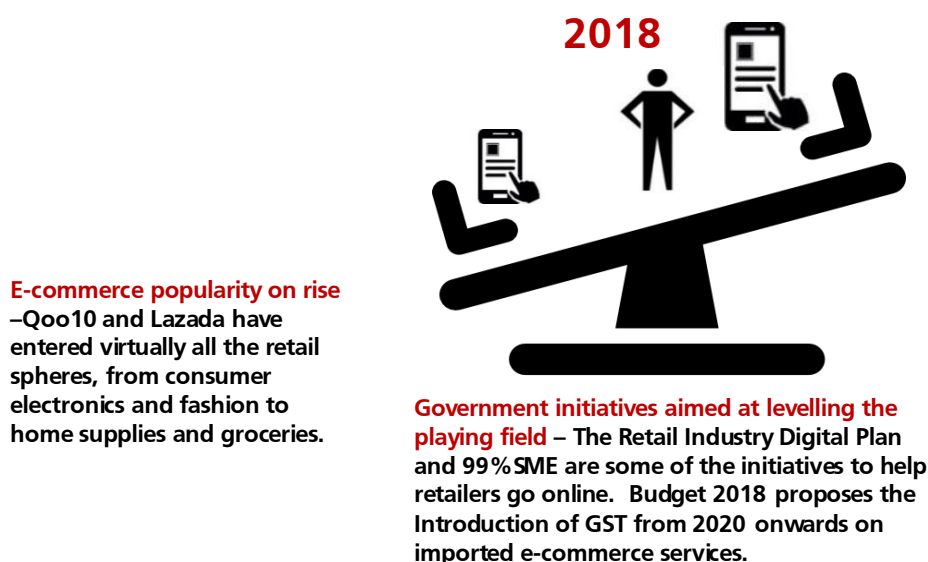 2018
E-commerce popularity on rise
–Qoo10 and Lazada have
entered virtually all the retail
spheres, from consumer
electronics and fashion to
home supplies and groceries.
Government initiatives aimed at levelling the
playing field – The Retail Industry Digital Plan
and 99%SME are some of the initiatives to help
retailers go online. Budget 2018 proposes the
Introduction of GST from 2020 onwards on
imported e-commerce services.